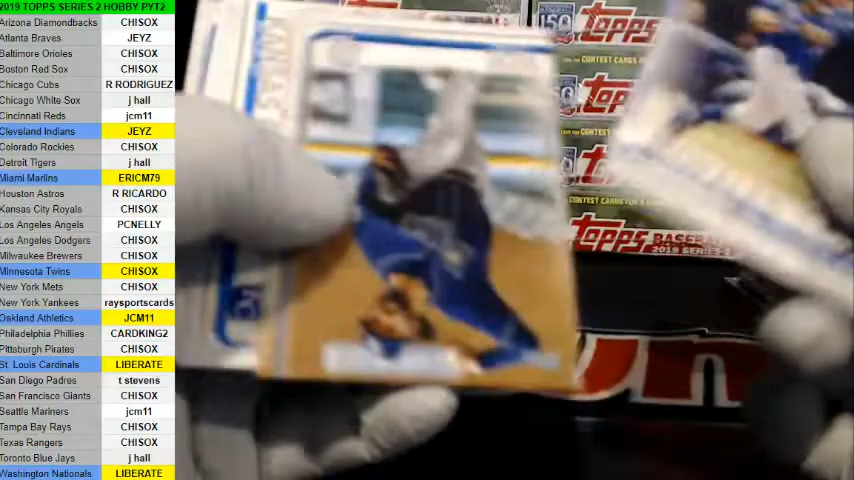 2019 TOPPS SERIES 2 HOBBY PYT2
Arizona Diamondbacks CHISOX
Atlanta Braves JEYZ
Baltimore Orioles CHISOX
Boston Red Sox CHISOX
Chicago Cubs R RODRIGUEZ
Chicago White Sox j hall
Cincinnati Reds jcm11
Cleveland Indians JEYZ
Colorado Rockies CHISOX
Detroit Tigers j hall
Miami Marlins ERICM79
Houston Astros R RICARDO
Kansas City Royals CHISOX
Los Angeles Angels PCNELLY
Los Angeles Dodgers CHISOX
Milwaukee Brewers CHISOX
Minnesota Twins CHISOX
New York Mets CHISOX
New York Yankees raysportscards
Oakland Athletics JCM11
Philadelphia Phillies CARDKING2
Pittsburgh Pirates CHISOX
St. Louis Cardinals LIBERATE
San Diego Padres t stevens
San Francisco Giants CHISOX
Seattle Mariners jcm11
Tampa Bay Rays CHISOX
Texas Rangers CHISOX
Toronto Blue Jays j hall
Washington Nationals LIBERATE
150 TOPPS
topps
topps
topps BASEBALL
2019 SERIES